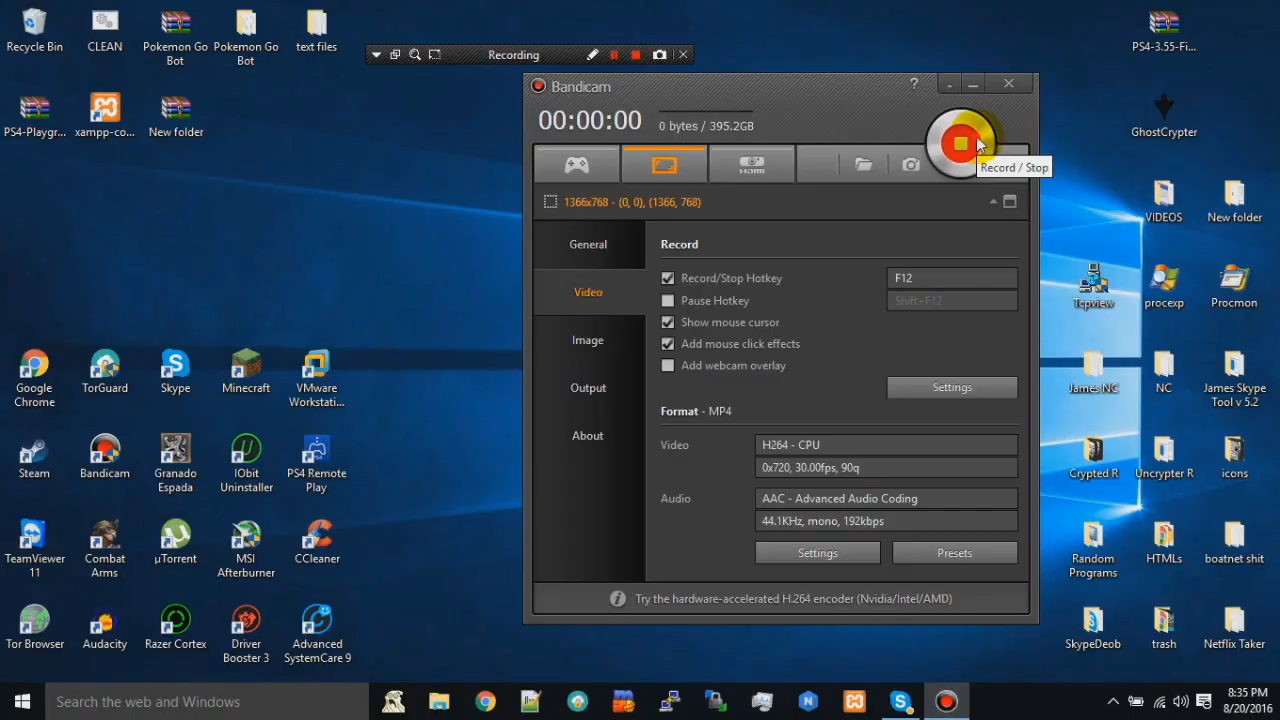 Recycle Bin
CLEAN
Pokemon Go
Bot
Pokemon Go
Bot
text files
PS4-3.55-Fi...
PS4-Playgr...
xampp-co...
New folder
GhostCrypter
Recording
Bandicam
?
00:00:00
0 bytes / 395.2GB
HDMI
Record / Stop
1366x768 - (0, 0), (1366, 768)
General
Video
Image
Output
About
Record
Record/Stop Hotkey
F12
Pause Hotkey
Shift+F12
Show mouse cursor
Add mouse click effects
Add webcam overlay
Settings
Format - MP4
Video
H264 - CPU
0x720, 30.00fps, 90q
Audio
AAC - Advanced Audio Coding
44.1KHz, mono, 192kbps
Settings
Presets
Try the hardware-accelerated H.264 encoder (Nvidia/Intel/AMD)
VIDEOS
New folder
Tcpview
procexp
Procmon
Google
Chrome
TorGuard
Skype
Minecraft
VMware
Workstati...
James NC
NC
James Skype
Tool v 5.2
Steam
Bandicam
Granado
Espada
IObit
Uninstaller
PS4 Remote
Play
Crypted R
Uncrypter R
icons
TeamViewer
11
Combat
Arms
µTorrent
MSI
Afterburner
CCleaner
Random
Programs
HTMLs
boatnet shit
Tor Browser
Audacity
Razer Cortex
Driver
Booster 3
Advanced
SystemCare 9
SkypeDeob
trash
Netflix Taker
Search the web and Windows
8:35 PM
8/20/2016